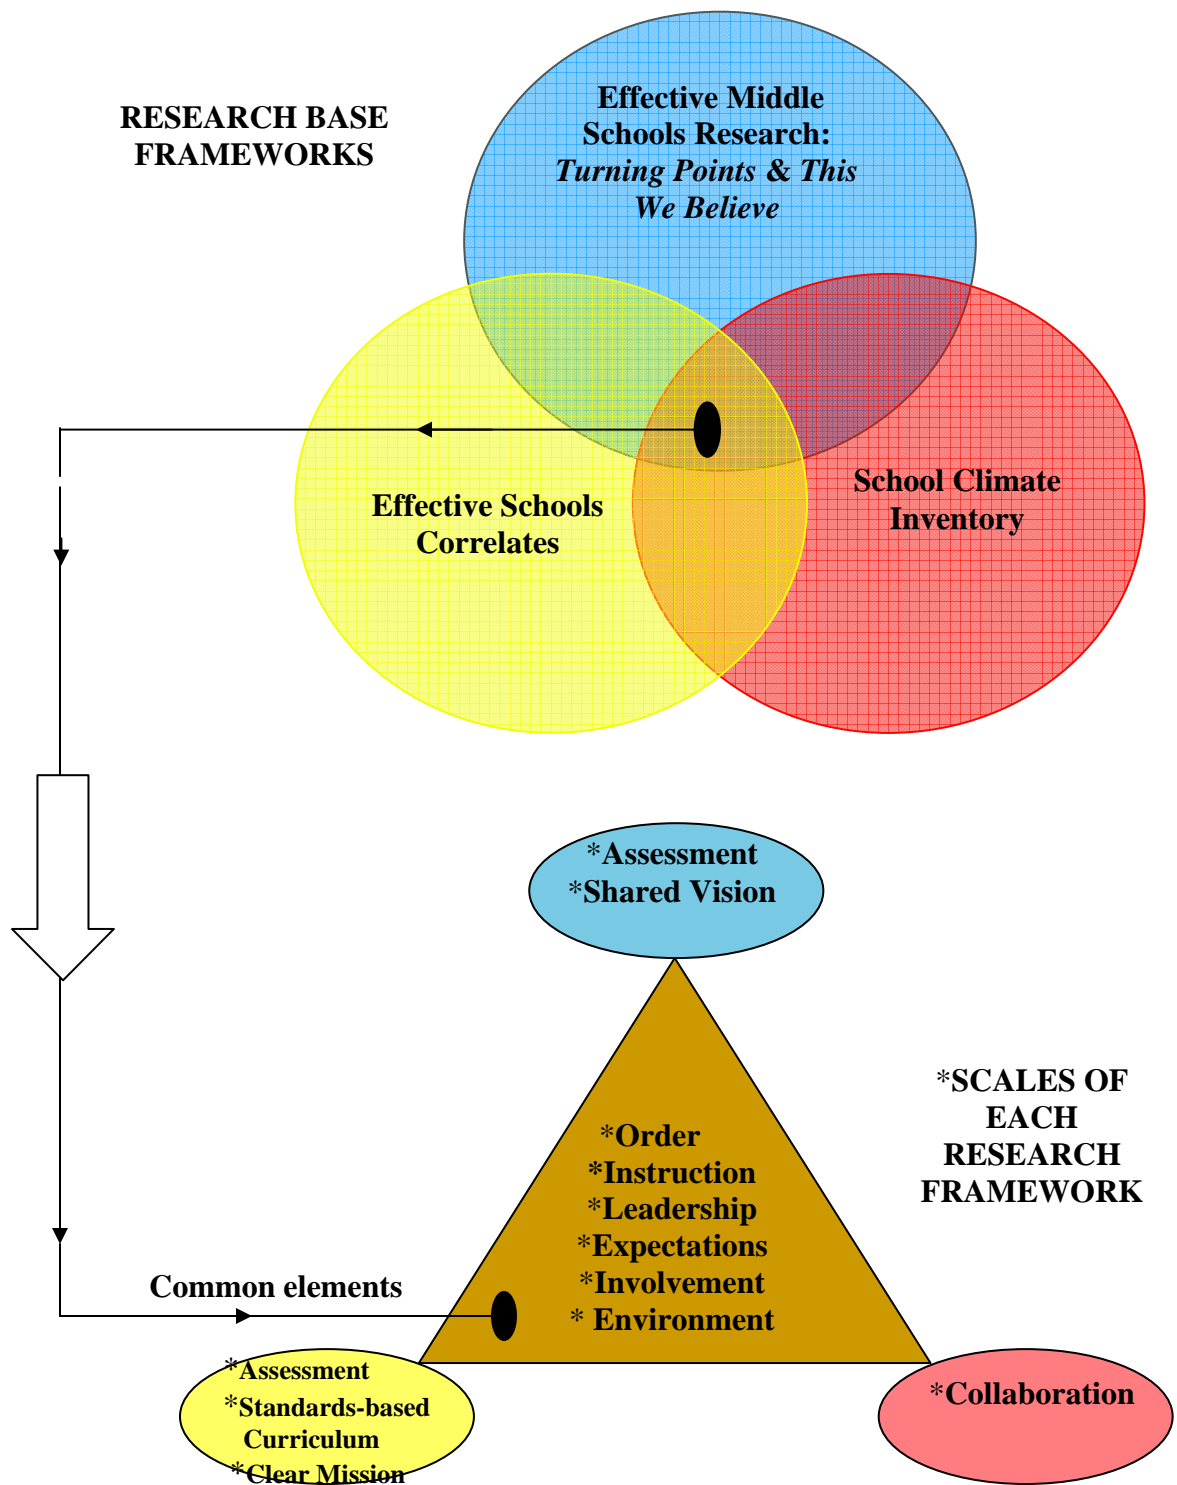 RESEARCH BASE
FRAMEWORKS
Effective Middle
Schools Research:
Turning Points & This
We Believe
Effective Schools
Correlates
School Climate
Inventory
*Assessment
*Shared Vision
*SCALES OF
EACH
RESEARCH
FRAMEWORK
*Order
*Instruction
*Leadership
*Expectations
*Involvement
* Environment
Common elements
*Assessment
*Standards-based
Curriculum
*Clear Mission
*Collaboration